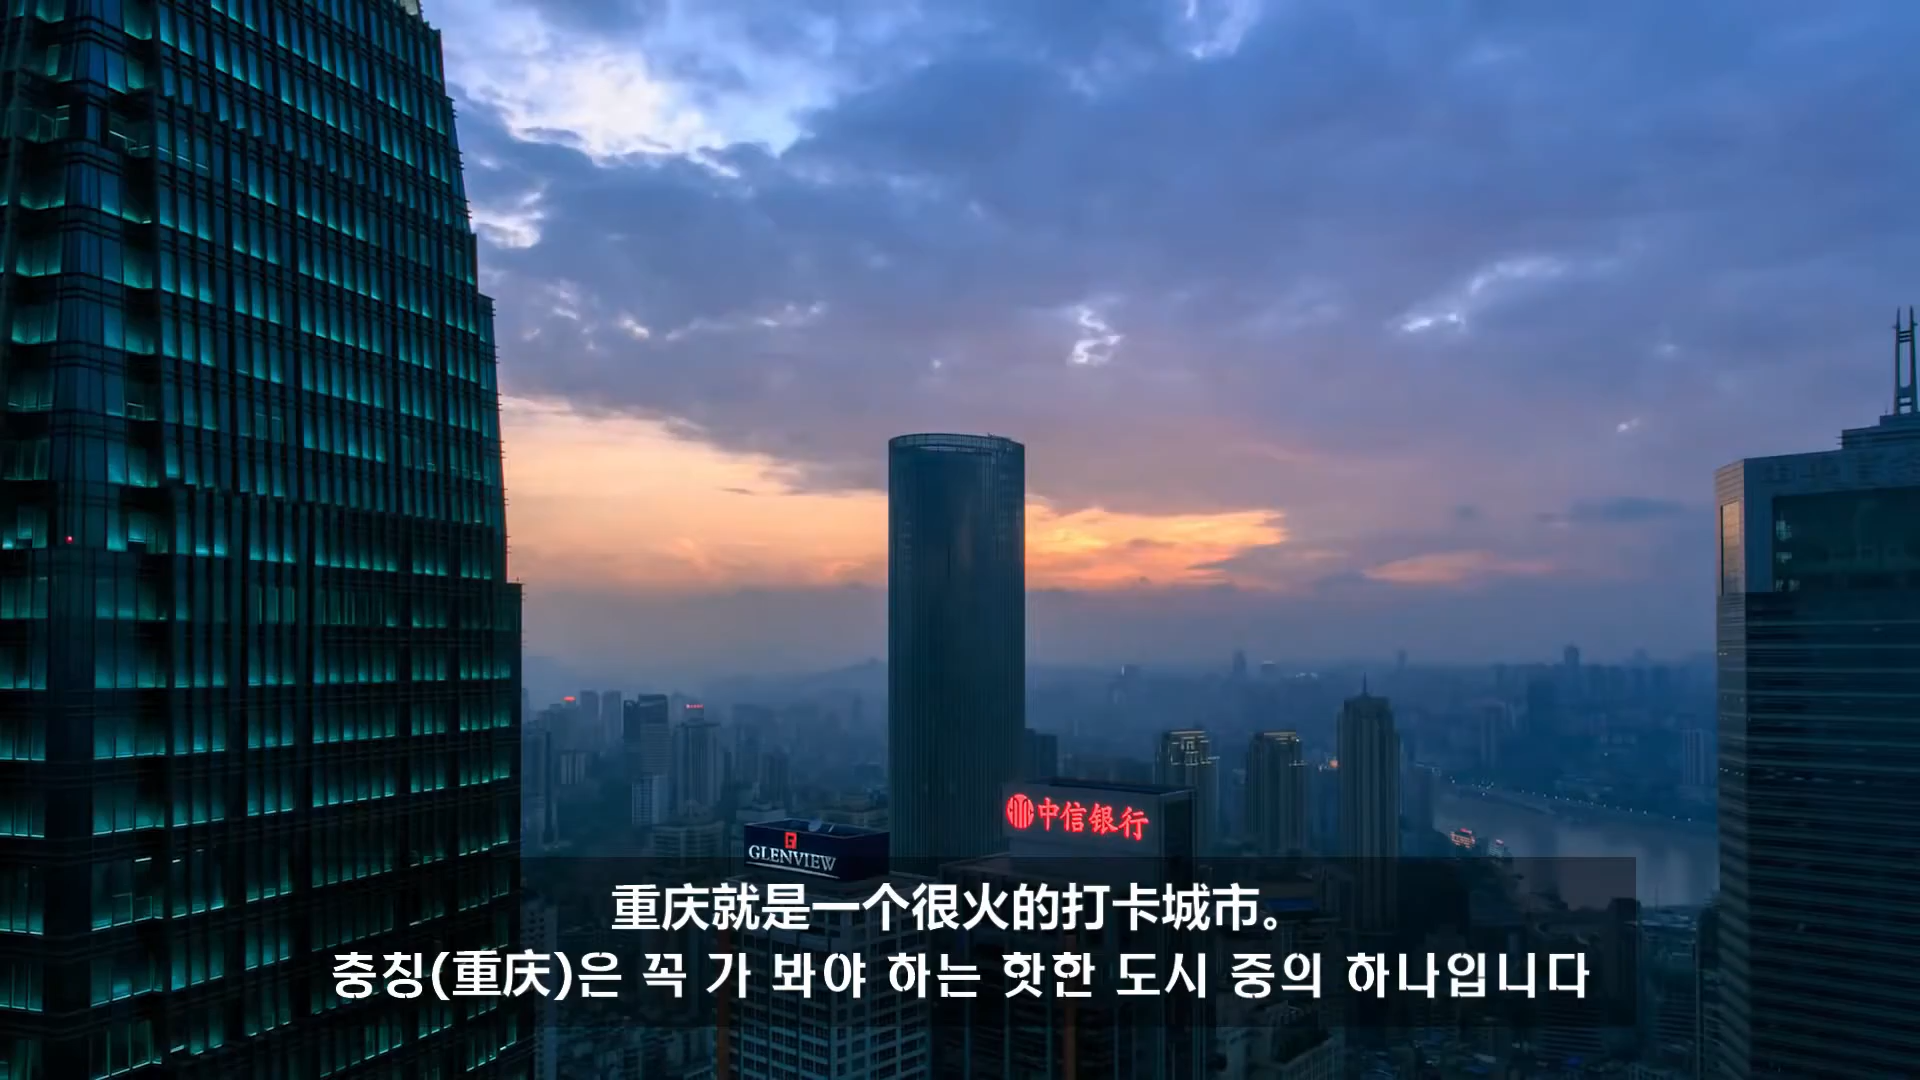 GLENVIEW
中信银行
重庆就是一个很火的打卡城市。
충칭(重庆)은 꼭 가 봐야 하는 핫한 도시 중의 하나입니다